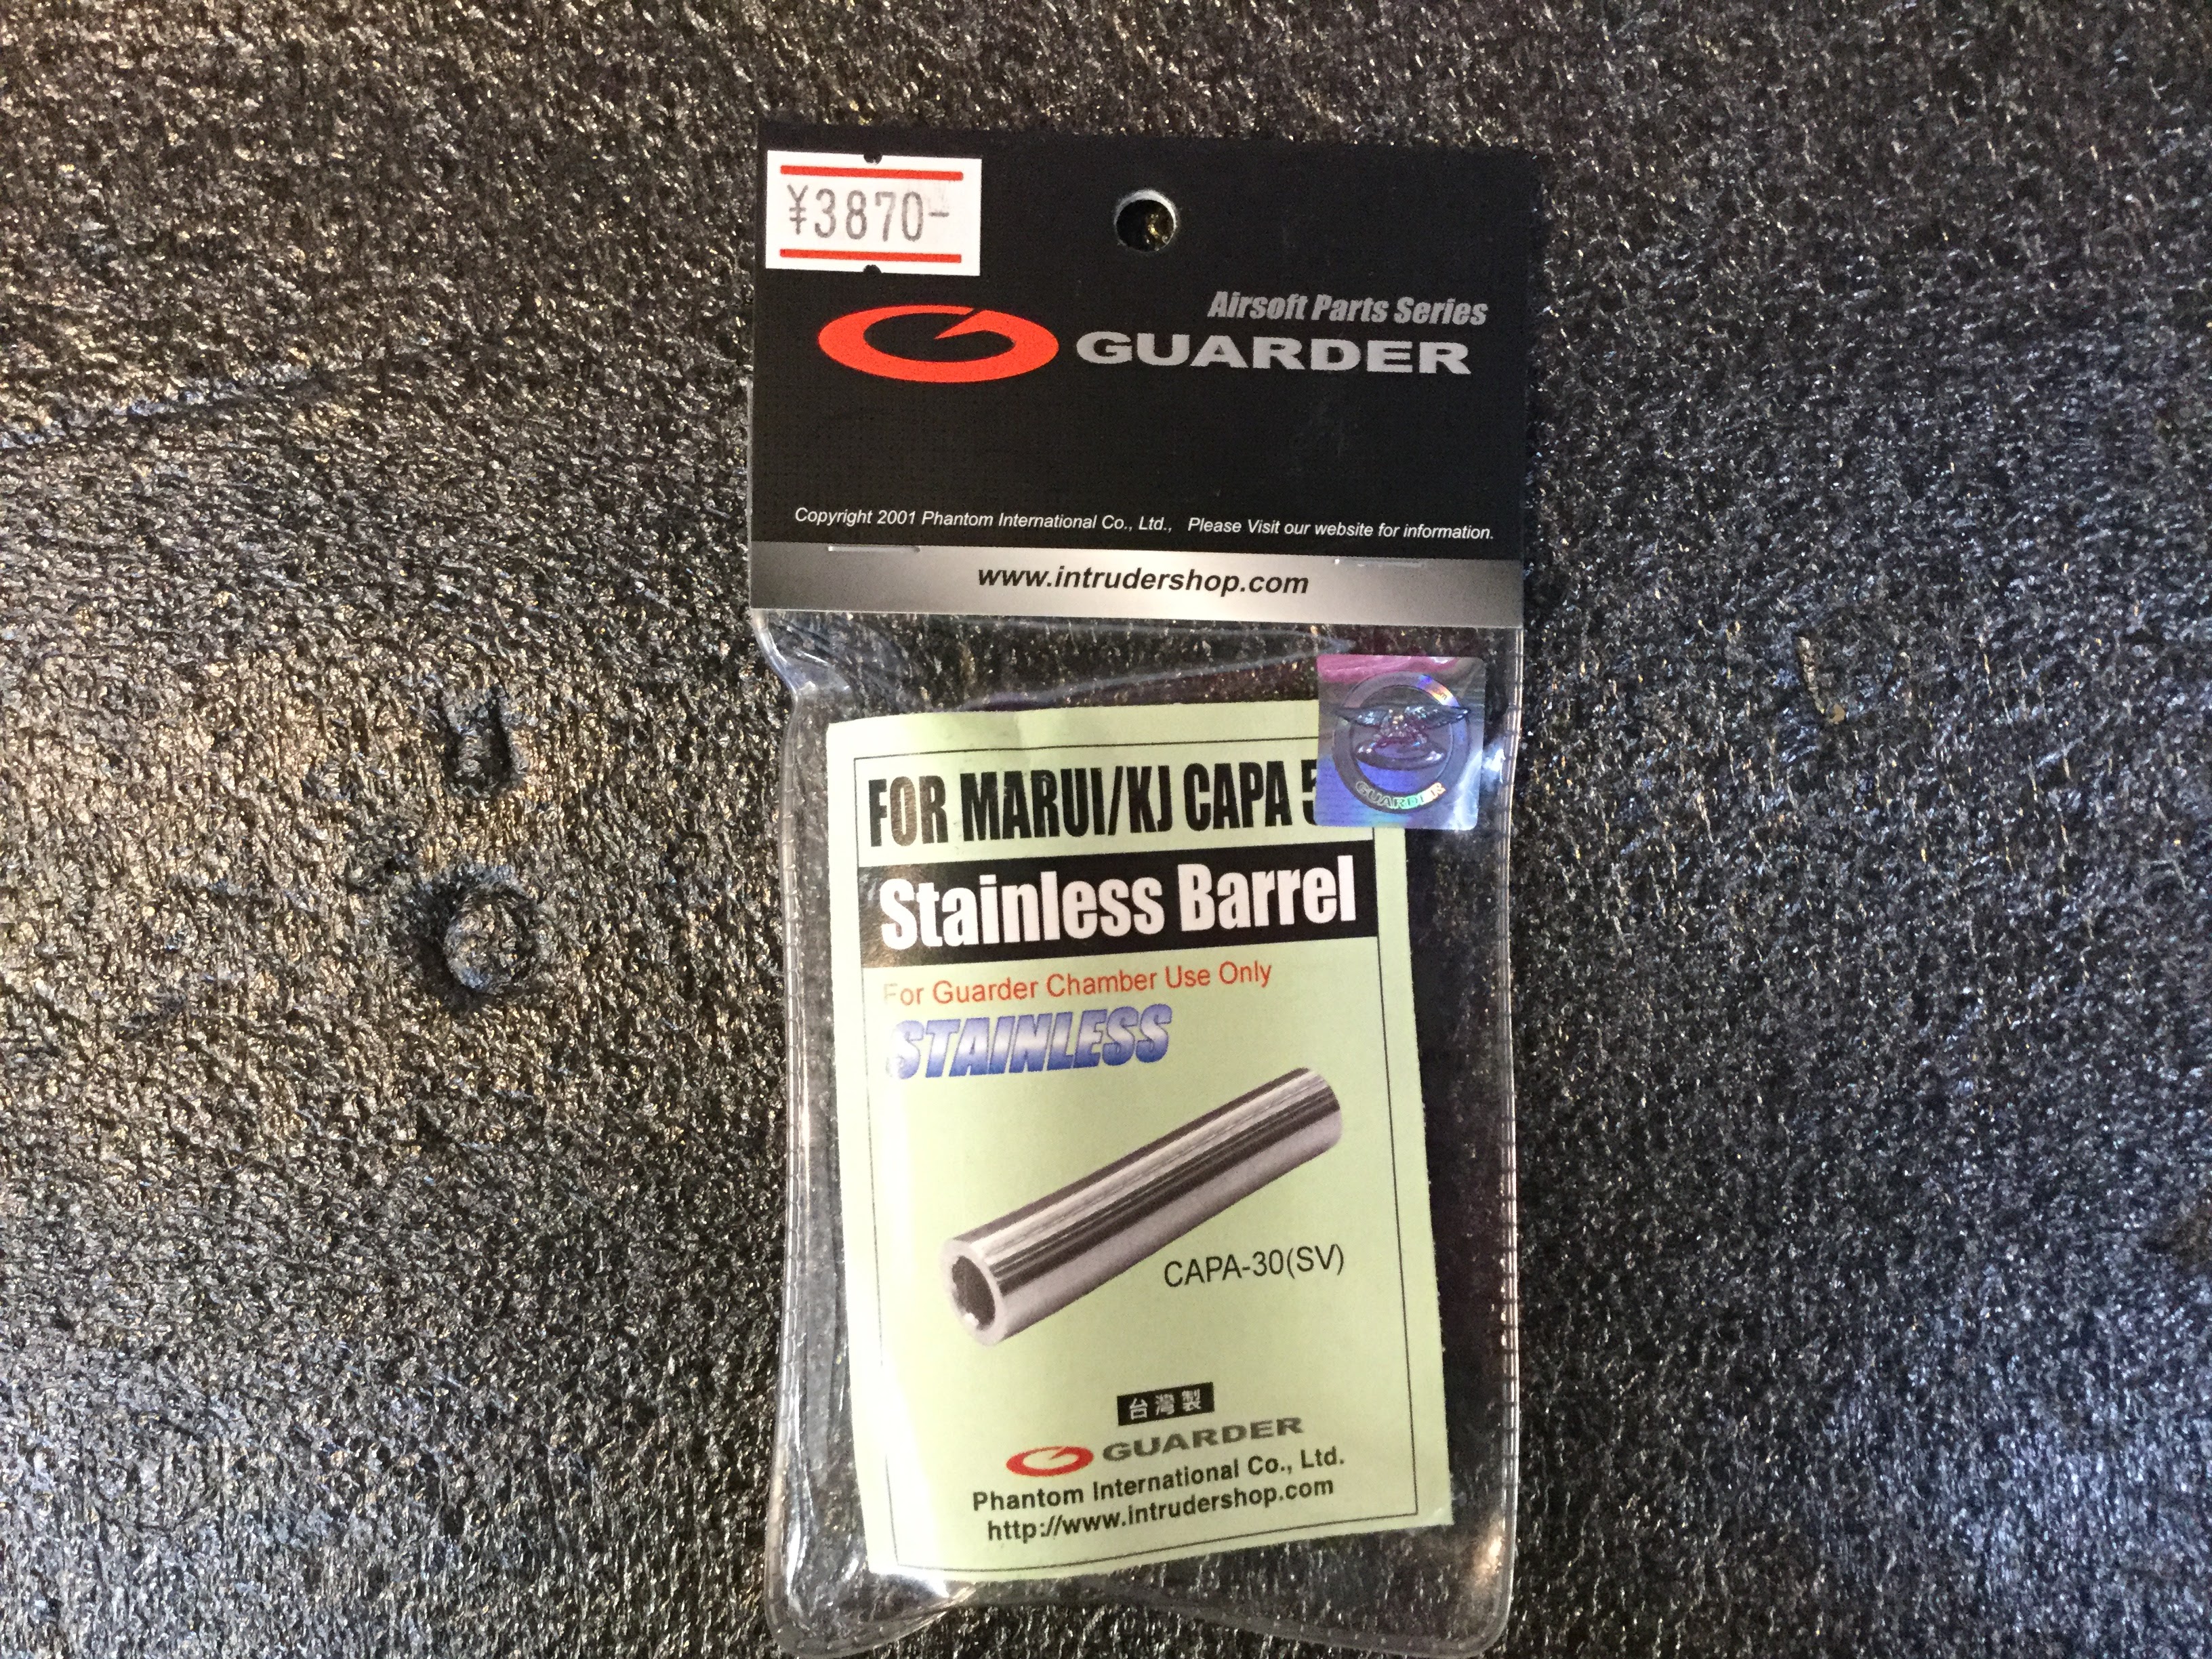 ¥3870-
Airsoft Parts Series
GUARDER
Copyright 2001 Phantom International Co., Ltd., Please Visit our website for information.
www.intrudershop.com
GUARDER
FOR MARUI/KJ CAPA
Stainless Barrel
For Guarder Chamber Use Only
STAINLESS
CAPA-30(SV)
台灣製
GUARDER
Phantom International Co., Ltd.
http://www.intrudershop.com